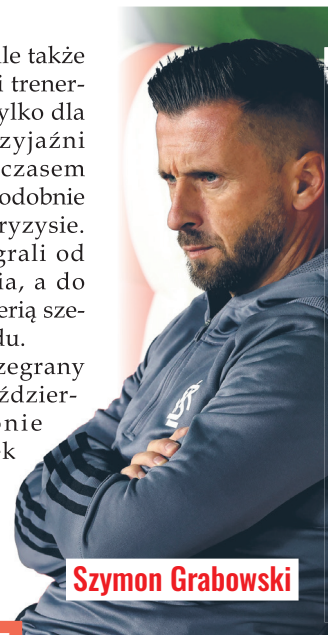 le także
i trener-
ylko dla
zyjaźni
czasem
odobnie
ryzysie.
grali od
ia, a do
erią sze-
du.
zegrany
ździer-
nie
k
Szymon Grabowski